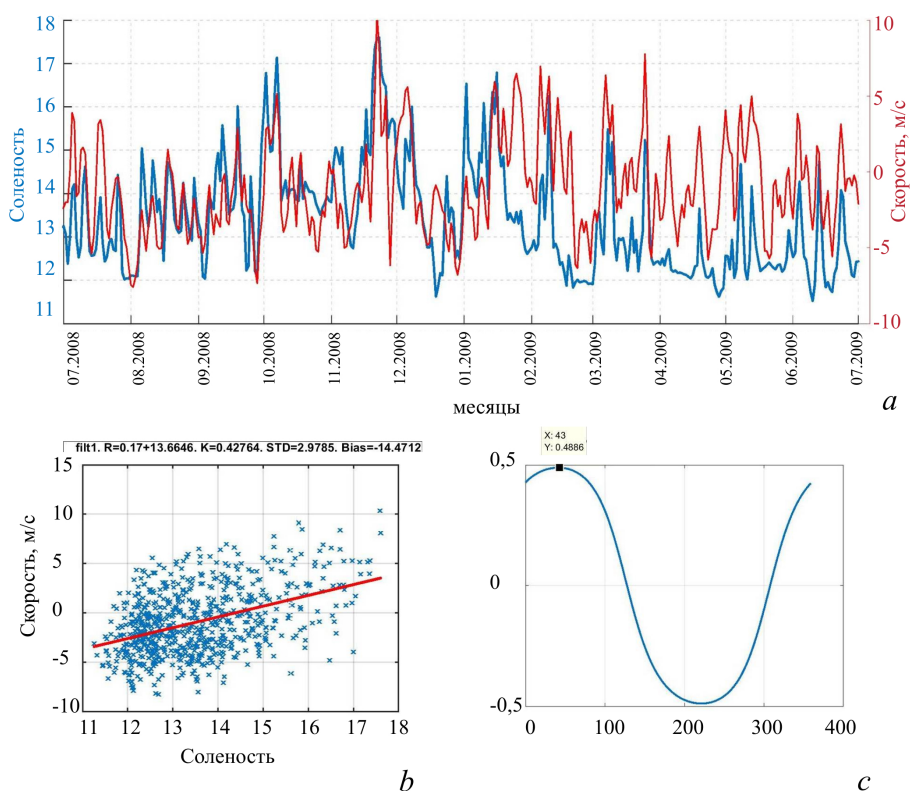 Соленость
18
17
16
15
14
13
12
11
10
5
0
-5
-10
Скорость, м/с
07.2008
08.2008
09.2008
10.2008
11.2008
12.2008
01.2009
02.2009
03.2009
04.2009
05.2009
06.2009
07.2009
месяцы
a
filt1. R=0.17+13.6646. K=0.42764. STD=2.9785. Bias=-14.4712
Скорость, м/с
15
10
5
0
-5
-10
11 12 13 14 15 16 17 18
Соленость
b
X: 43
Y: 0.4886
0,5
0
-0,5
0 100 200 300 400
c